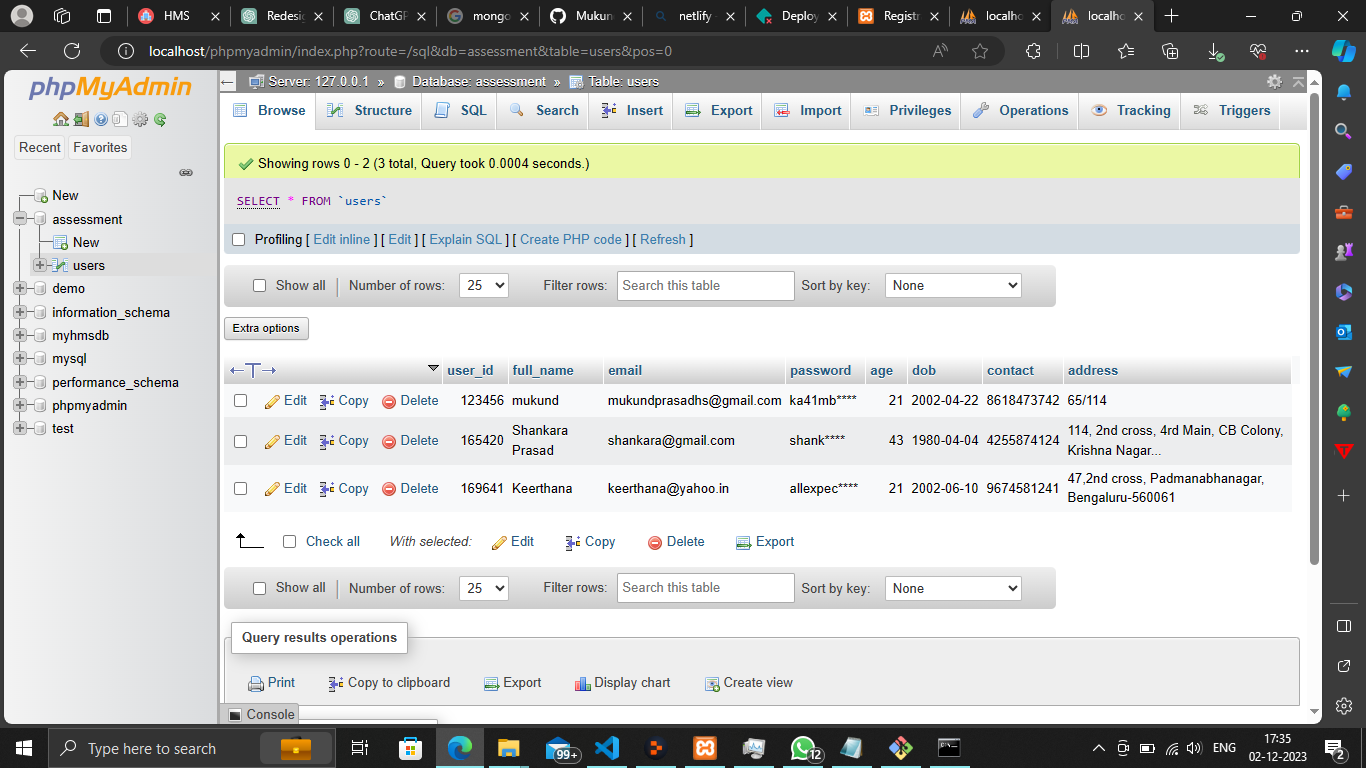 HMS
Redesig
ChatGP
mongo
Mukun
netlify
Deploy
Registr
localho
localho
localhost/phpmyadmin/index.php?route=/sql&db=assessment&table=users&pos=0
phpMyAdmin
Recent Favorites
New
assessment
New
users
demo
information_schema
myhmsdb
mysql
performance_schema
phpmyadmin
test
Server: 127.0.0.1 » Database: assessment » Table: users
Browse Structure SQL Search Insert Export Import Privileges Operations Tracking Triggers
Showing rows 0 - 2 (3 total, Query took 0.0004 seconds.)
SELECT * FROM `users`
Profiling [ Edit inline ] [ Edit ] [ Explain SQL ] [ Create PHP code ] [ Refresh ]
Show all Number of rows: 25 Filter rows: Search this table Sort by key: None
Extra options
←T→ user_id full_name email password age dob contact address
Edit Copy Delete 123456 mukund mukundprasadhs@gmail.com ka41mb**** 21 2002-04-22 8618473742 65/114
Edit Copy Delete 165420 Shankara Prasad shankara@gmail.com shank**** 43 1980-04-04 4255874124 114, 2nd cross, 4rd Main, CB Colony, Krishna Nagar...
Edit Copy Delete 169641 Keerthana keerthana@yahoo.in allexpec**** 21 2002-06-10 9674581241 47,2nd cross, Padmanabhanagar, Bengaluru-560061
Check all With selected: Edit Copy Delete Export
Show all Number of rows: 25 Filter rows: Search this table Sort by key: None
Query results operations
Print Copy to clipboard Export Display chart Create view
Console
Type here to search
99+
12
ENG
17:35
02-12-2023
2